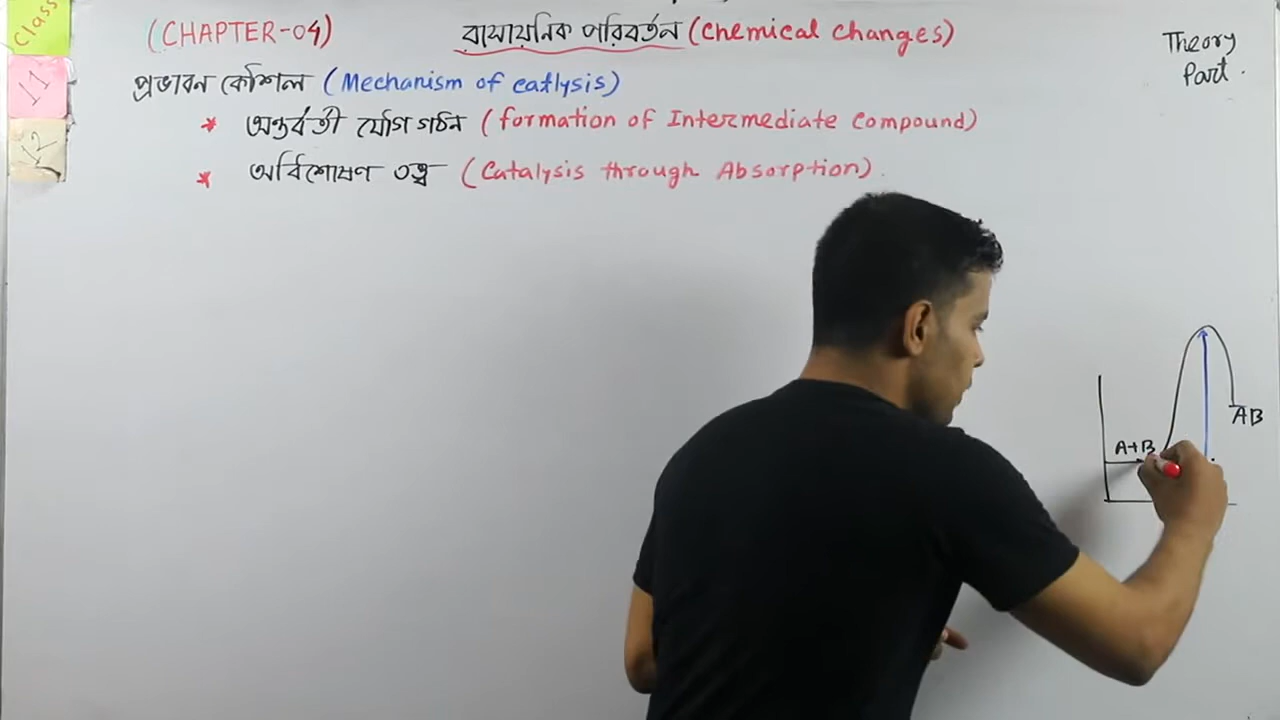 Class
11
12
(CHAPTER-04) রাসায়নিক পরিবর্তন (Chemical Changes)
Theory
Part.
প্রভাবন কৌশল (Mechanism of catlysis)
* অন্তর্বর্তী যৌগ গঠন (formation of Intermediate Compound)
* অধিশোষণ তত্ত্ব (Catalysis through Absorption).
A+B
AB